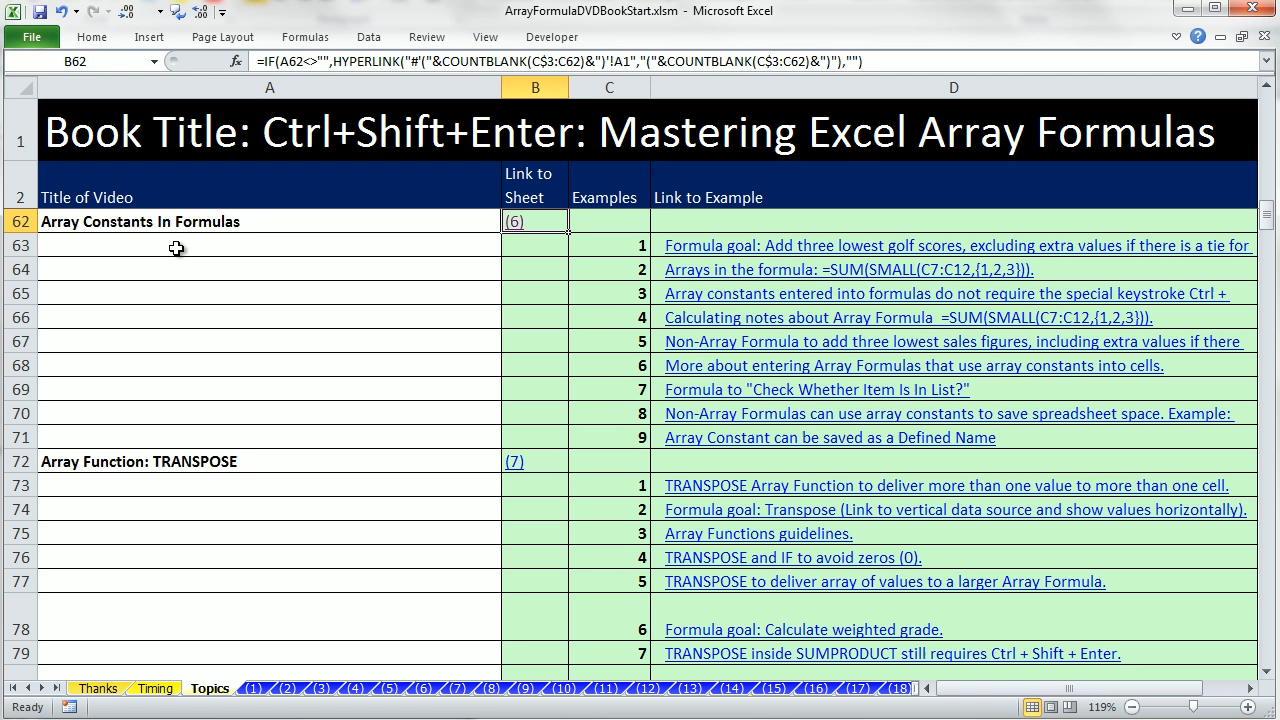 ArrayFormulaDVDBookStart.xlsm - Microsoft Excel
File Home Insert Page Layout Formulas Data Review View Developer
B62 fx =IF(A62<>"",HYPERLINK("#'("&COUNTBLANK(C$3:C62)&")'!A1","("&COUNTBLANK(C$3:C62)&")"),"")
A B C D
1 Book Title: Ctrl+Shift+Enter: Mastering Excel Array Formulas
2 Title of Video Link to Sheet Examples Link to Example
62 Array Constants In Formulas (6)
63 1 Formula goal: Add three lowest golf scores, excluding extra values if there is a tie for
64 2 Arrays in the formula: =SUM(SMALL(C7:C12,{1,2,3})).
65 3 Array constants entered into formulas do not require the special keystroke Ctrl +
66 4 Calculating notes about Array Formula =SUM(SMALL(C7:C12,{1,2,3})).
67 5 Non-Array Formula to add three lowest sales figures, including extra values if there
68 6 More about entering Array Formulas that use array constants into cells.
69 7 Formula to "Check Whether Item Is In List?"
70 8 Non-Array Formulas can use array constants to save spreadsheet space. Example:
71 9 Array Constant can be saved as a Defined Name
72 Array Function: TRANSPOSE (7)
73 1 TRANSPOSE Array Function to deliver more than one value to more than one cell.
74 2 Formula goal: Transpose (Link to vertical data source and show values horizontally).
75 3 Array Functions guidelines.
76 4 TRANSPOSE and IF to avoid zeros (0).
77 5 TRANSPOSE to deliver array of values to a larger Array Formula.
78 6 Formula goal: Calculate weighted grade.
79 7 TRANSPOSE inside SUMPRODUCT still requires Ctrl + Shift + Enter.
Thanks Timing Topics (1) (2) (3) (4) (5) (6) (7) (8) (9) (10) (11) (12) (13) (14) (15) (16) (17) (18
Ready 119%